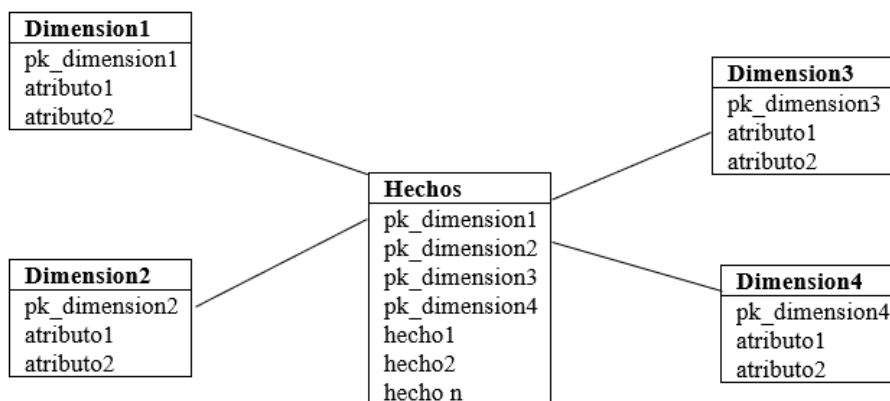 Dimension1
pk_dimension1
atributo1
atributo2
Dimension2
pk_dimension2
atributo1
atributo2
Hechos
pk_dimension1
pk_dimension2
pk_dimension3
pk_dimension4
hecho1
hecho2
hecho n
Dimension3
pk_dimension3
atributo1
atributo2
Dimension4
pk_dimension4
atributo1
atributo2